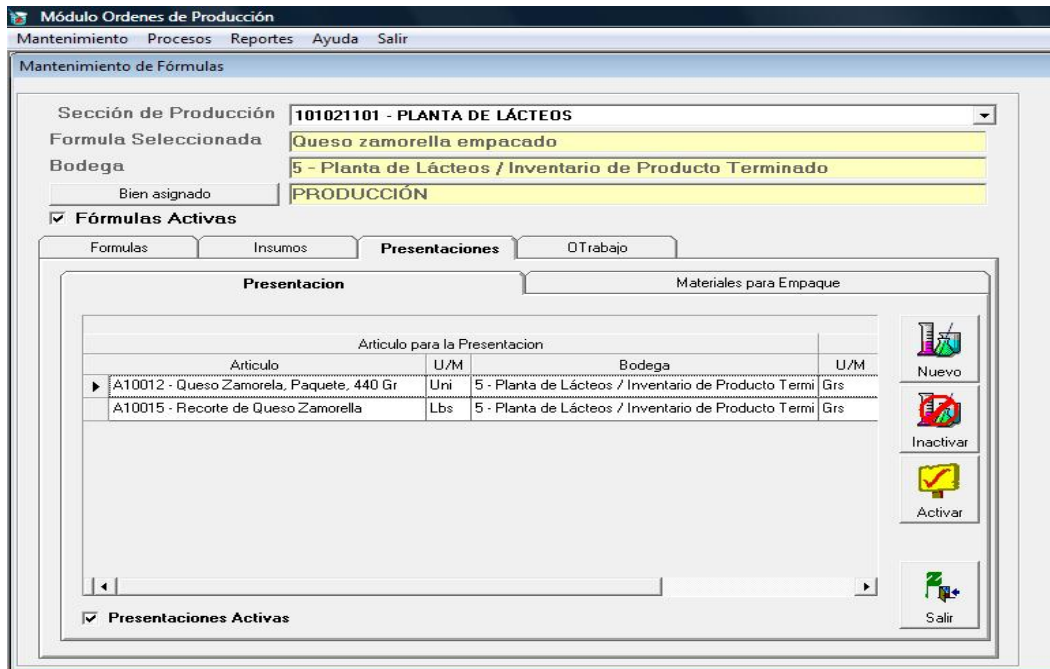 Módulo Ordenes de Producción
Mantenimiento Procesos Reportes Ayuda Salir
Mantenimiento de Fórmulas
Sección de Producción 101021101 - PLANTA DE LÁCTEOS
Formula Seleccionada Queso zamorella empacado
Bodega 5 - Planta de Lácteos / Inventario de Producto Terminado
Bien asignado PRODUCCIÓN
Fórmulas Activas
Formulas Insumos Presentaciones OTrabajo
Presentacion Materiales para Empaque
Articulo para la Presentacion
Articulo U/M Bodega U/M
A10012 - Queso Zamorela, Paquete, 440 Gr Uni 5 - Planta de Lácteos / Inventario de Producto Termi Grs
A10015 - Recorte de Queso Zamorella Lbs 5 - Planta de Lácteos / Inventario de Producto Termi Grs
Nuevo
Inactivar
Activar
Salir
Presentaciones Activas